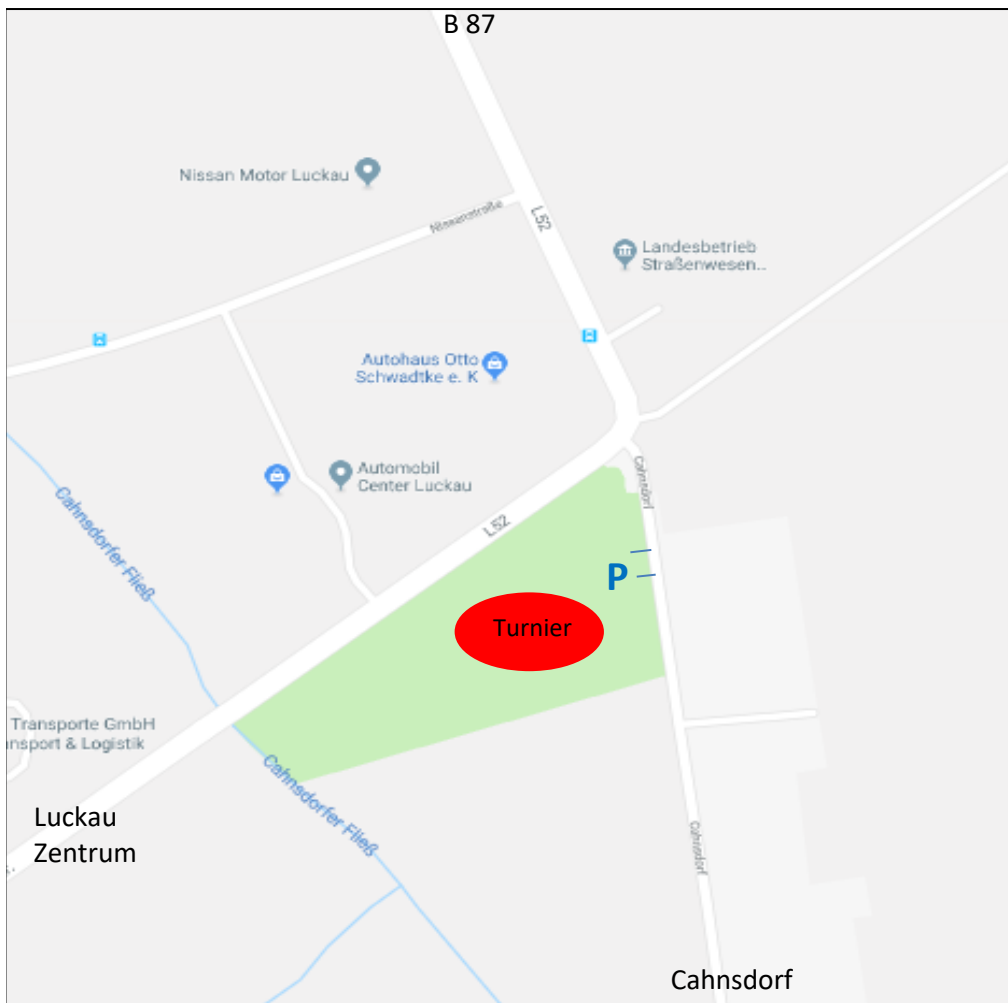 B 87
Nissan Motor Luckau
Nissanstraße
L52
Landesbetrieb
Straßenwesen..
Autohaus Otto
Schwadtke e. K
Cahnsdorf
Automobil
Center Luckau
Cahnsdorfer Fließ
L52
P
Turnier
Transporte GmbH
nsport & Logistik
Cahnsdorfer Fließ
Luckau
Zentrum
Cahnsdorf
Cahnsdorf